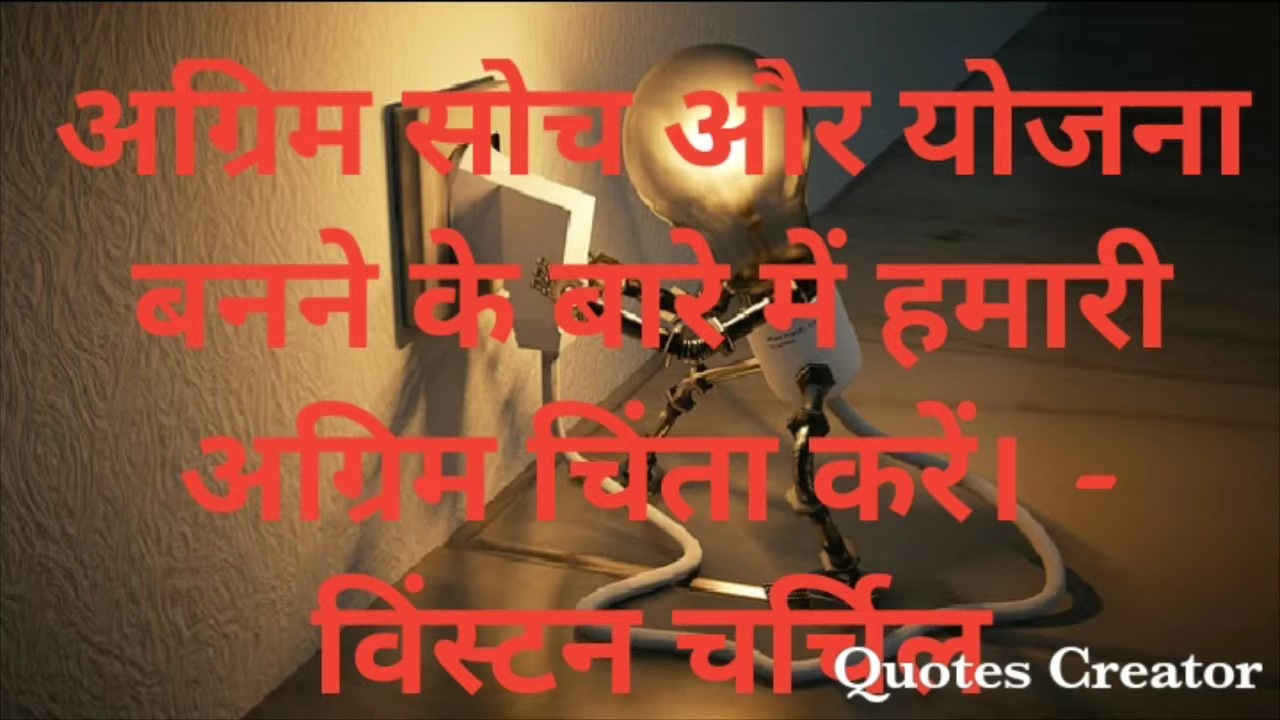 अग्रिम सोच और योजना
बनने के बारे में हमारी
अग्रिम चिंता करें। -
विंस्टन चर्चिल
Quotes Creator